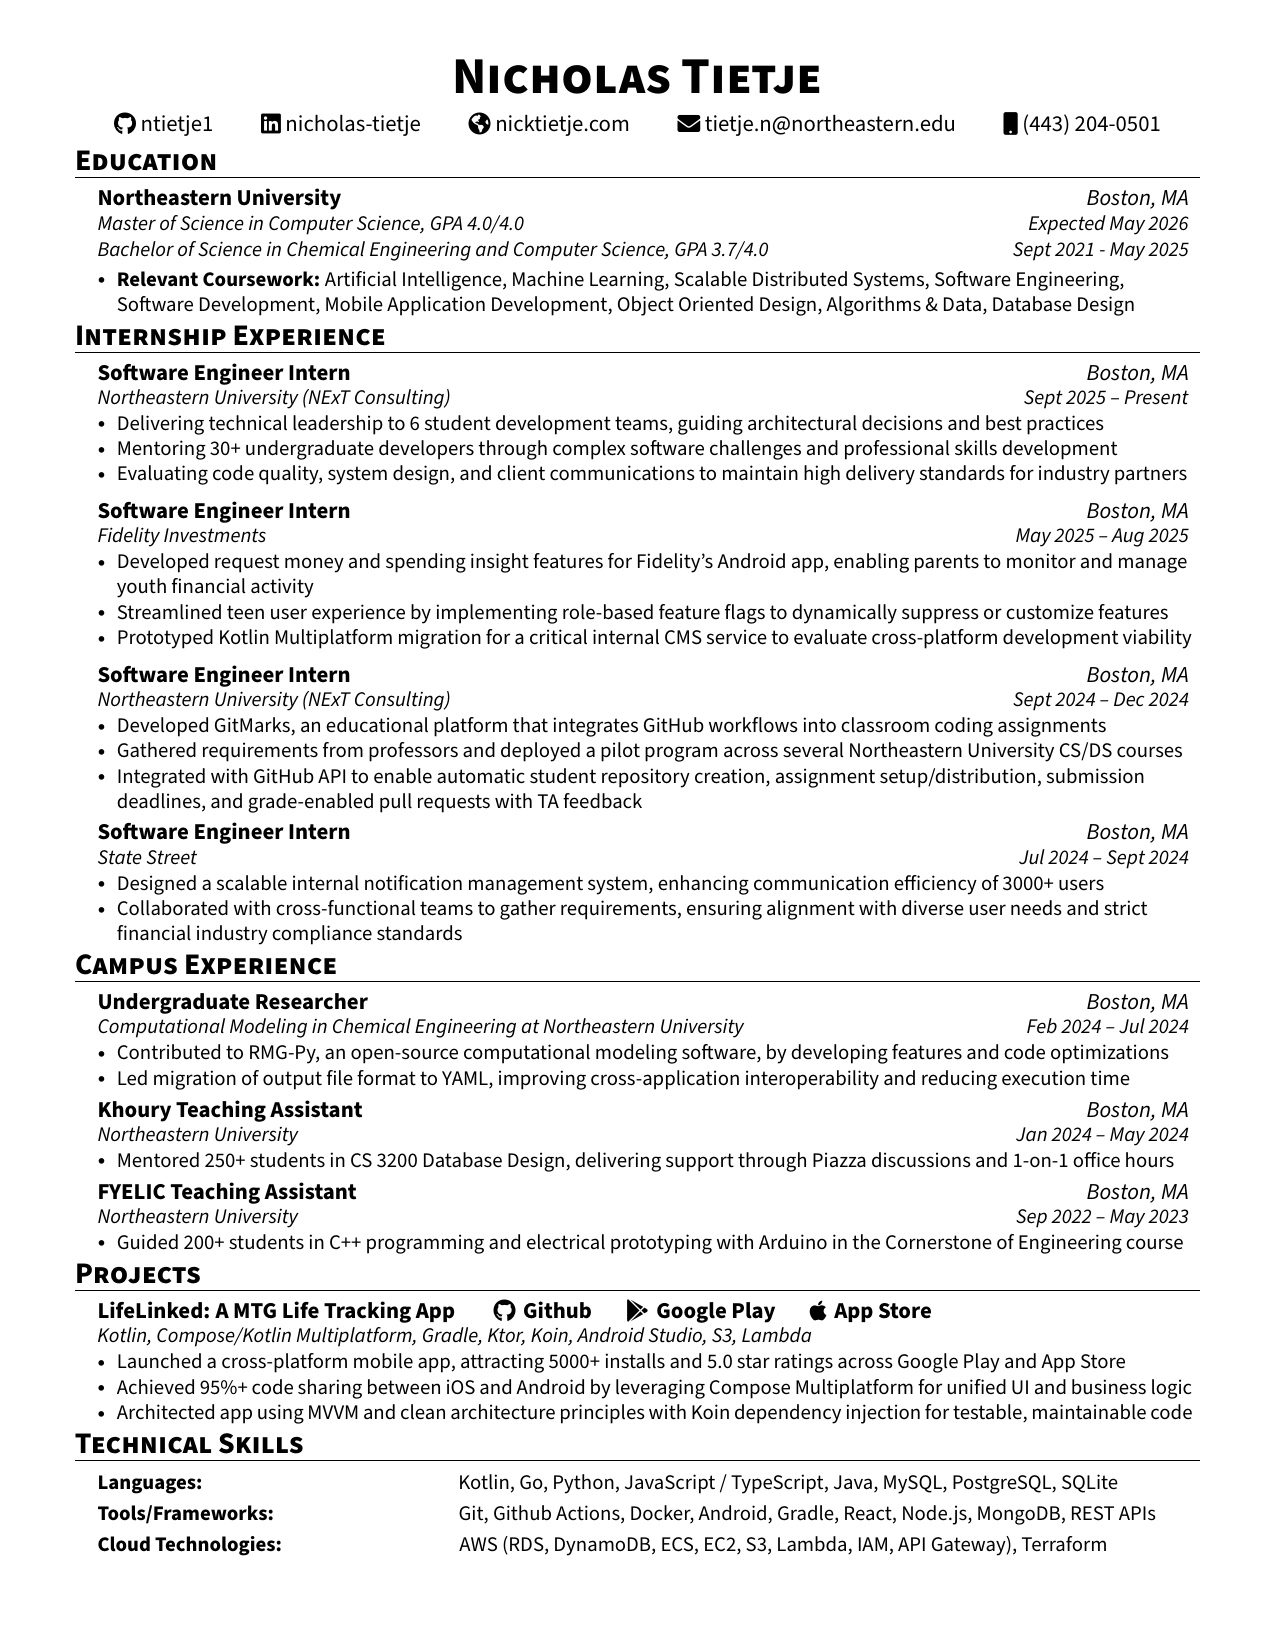 Nicholas Tietje
ntietje1 nicholas-tietje nicktietje.com tietje.n@northeastern.edu (443) 204-0501
Education
Northeastern University Boston, MA
Master of Science in Computer Science, GPA 4.0/4.0 Expected May 2026
Bachelor of Science in Chemical Engineering and Computer Science, GPA 3.7/4.0 Sept 2021 - May 2025
• Relevant Coursework: Artificial Intelligence, Machine Learning, Scalable Distributed Systems, Software Engineering,
Software Development, Mobile Application Development, Object Oriented Design, Algorithms & Data, Database Design
Internship Experience
Software Engineer Intern Boston, MA
Northeastern University (NExT Consulting) Sept 2025 – Present
• Delivering technical leadership to 6 student development teams, guiding architectural decisions and best practices
• Mentoring 30+ undergraduate developers through complex software challenges and professional skills development
• Evaluating code quality, system design, and client communications to maintain high delivery standards for industry partners
Software Engineer Intern Boston, MA
Fidelity Investments May 2025 – Aug 2025
• Developed request money and spending insight features for Fidelity’s Android app, enabling parents to monitor and manage
youth financial activity
• Streamlined teen user experience by implementing role-based feature flags to dynamically suppress or customize features
• Prototyped Kotlin Multiplatform migration for a critical internal CMS service to evaluate cross-platform development viability
Software Engineer Intern Boston, MA
Northeastern University (NExT Consulting) Sept 2024 – Dec 2024
• Developed GitMarks, an educational platform that integrates GitHub workflows into classroom coding assignments
• Gathered requirements from professors and deployed a pilot program across several Northeastern University CS/DS courses
• Integrated with GitHub API to enable automatic student repository creation, assignment setup/distribution, submission
deadlines, and grade-enabled pull requests with TA feedback
Software Engineer Intern Boston, MA
State Street Jul 2024 – Sept 2024
• Designed a scalable internal notification management system, enhancing communication efficiency of 3000+ users
• Collaborated with cross-functional teams to gather requirements, ensuring alignment with diverse user needs and strict
financial industry compliance standards
Campus Experience
Undergraduate Researcher Boston, MA
Computational Modeling in Chemical Engineering at Northeastern University Feb 2024 – Jul 2024
• Contributed to RMG-Py, an open-source computational modeling software, by developing features and code optimizations
• Led migration of output file format to YAML, improving cross-application interoperability and reducing execution time
Khoury Teaching Assistant Boston, MA
Northeastern University Jan 2024 – May 2024
• Mentored 250+ students in CS 3200 Database Design, delivering support through Piazza discussions and 1-on-1 office hours
FYELIC Teaching Assistant Boston, MA
Northeastern University Sep 2022 – May 2023
• Guided 200+ students in C++ programming and electrical prototyping with Arduino in the Cornerstone of Engineering course
Projects
LifeLinked: A MTG Life Tracking App Github Google Play App Store
Kotlin, Compose/Kotlin Multiplatform, Gradle, Ktor, Koin, Android Studio, S3, Lambda
• Launched a cross-platform mobile app, attracting 5000+ installs and 5.0 star ratings across Google Play and App Store
• Achieved 95%+ code sharing between iOS and Android by leveraging Compose Multiplatform for unified UI and business logic
• Architected app using MVVM and clean architecture principles with Koin dependency injection for testable, maintainable code
Technical Skills
Languages: Kotlin, Go, Python, JavaScript / TypeScript, Java, MySQL, PostgreSQL, SQLite
Tools/Frameworks: Git, Github Actions, Docker, Android, Gradle, React, Node.js, MongoDB, REST APIs
Cloud Technologies: AWS (RDS, DynamoDB, ECS, EC2, S3, Lambda, IAM, API Gateway), Terraform